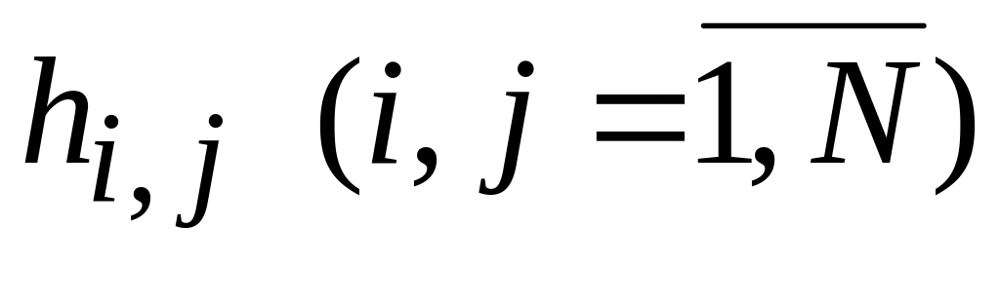 $h_{i,j} \; (i, j = \overline{1, N})$